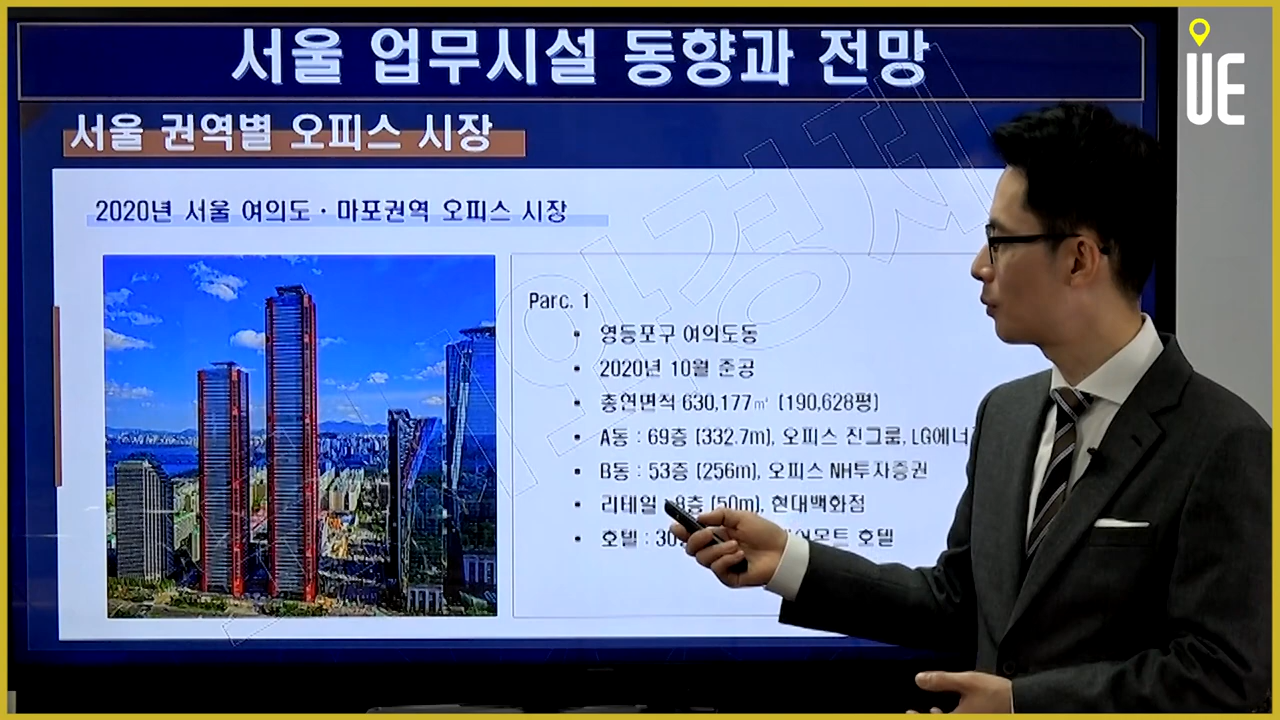 서울 업무시설 동향과 전망
UE
서울 권역별 오피스 시장
2020년 서울 여의도·마포권역 오피스 시장
Parc. 1
• 영등포구 여의도동
• 2020년 10월 준공
• 총연면적 630,177㎡ (190,628평)
• A동 : 69층 (332.7m), 오피스 진그룹, LG에너
• B동 : 53층 (256m), 오피스 NH투자증권
• 리테일 : 8층 (50m), 현대백화점
• 호텔 : 호텔